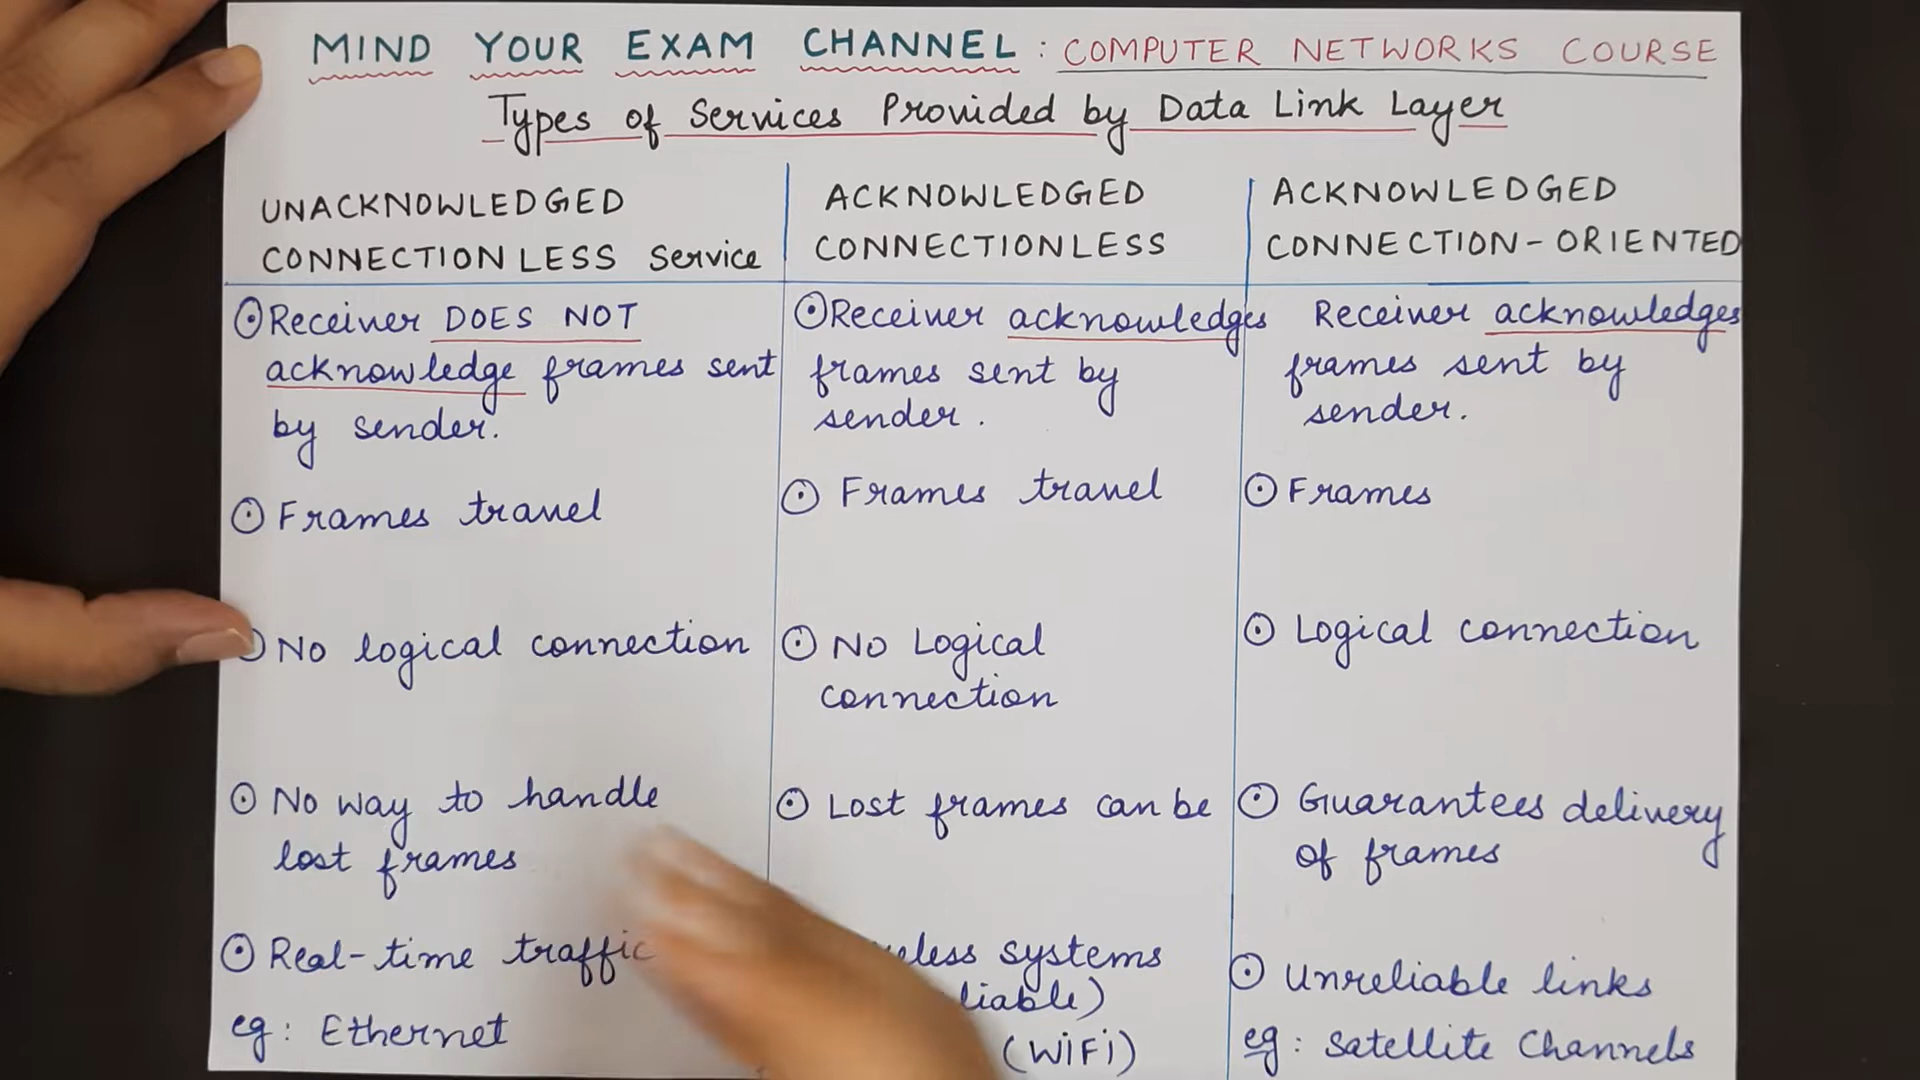 MIND YOUR EXAM CHANNEL : COMPUTER NETWORKS COURSE
Types of Services Provided by Data Link Layer
UNACKNOWLEDGED
CONNECTIONLESS Service
⊙ Receiver DOES NOT
acknowledge frames sent
by sender.
⊙ Frames travel
No logical connection
⊙ No way to handle
lost frames
⊙ Real-time traffic
eg: Ethernet
ACKNOWLEDGED
CONNECTIONLESS
⊙ Receiver acknowledges
frames sent by
sender.
⊙ Frames travel
⊙ No Logical
connection
⊙ Lost frames can be
systems
(WiFi)
ACKNOWLEDGED
CONNECTION-ORIENTED
Receiver acknowledges
frames sent by
sender.
⊙ Frames
⊙ Logical connection
⊙ Guarantees delivery
of frames
⊙ Unreliable links
eg: Satellite Channels